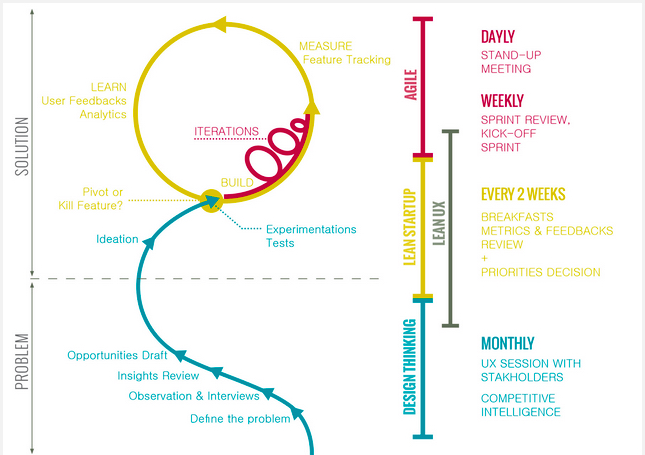 SOLUTION
PROBLEM
MEASURE
Feature Tracking
LEARN
User Feedbacks
Analytics
ITERATIONS
BUILD
Pivot or
Kill Feature?
Experimentations
Tests
Ideation
Opportunities Draft
Insights Review
Observation & Interviews
Define the problem
AGILE
LEAN STARTUP
LEAN UX
DESIGN THINKING
DAYLY
STAND-UP
MEETING
WEEKLY
SPRINT REVIEW,
KICK-OFF
SPRINT
EVERY 2 WEEKS
BREAKFASTS
METRICS & FEEDBACKS
REVIEW
+
PRIORITIES DECISION
MONTHLY
UX SESSION WITH
STAKHOLDERS
COMPETITIVE
INTELLIGENCE